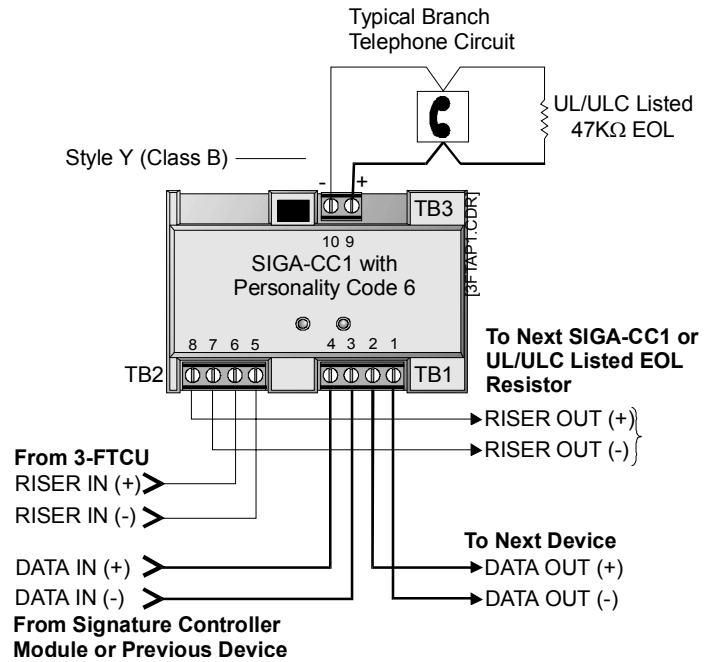 Typical Branch
Telephone Circuit
UL/ULC Listed
47KΩ EOL
Style Y (Class B)
- +
TB3
[3FTAP1.CDR]
10 9
SIGA-CC1 with
Personality Code 6
8 7 6 5 4 3 2 1
TB2
TB1
To Next SIGA-CC1 or
UL/ULC Listed EOL
Resistor
RISER OUT (+)
RISER OUT (-)
From 3-FTCU
RISER IN (+)
RISER IN (-)
To Next Device
DATA IN (+)
DATA OUT (+)
DATA IN (-)
DATA OUT (-)
From Signature Controller
Module or Previous Device